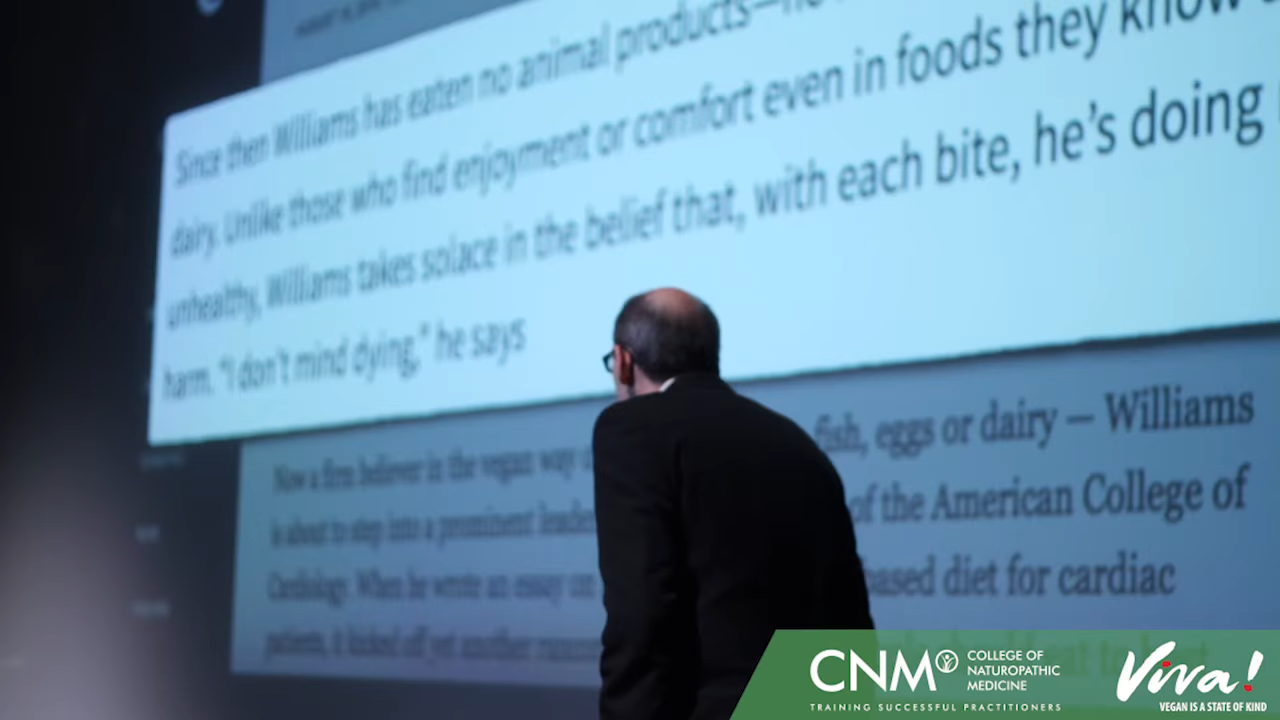 Since then Williams has eaten no animal products—no
dairy. Unlike those who find enjoyment or comfort even in foods they know
unhealthy, Williams takes solace in the belief that, with each bite, he's doing
harm. "I don't mind dying," he says
Now a firm believer in the vegan way fish, eggs or dairy — Williams
is about to step into a prominent of the American College of
Cardiology. When he wrote an essay on based diet for cardiac
patients, it kicked off yet another
CNM COLLEGE OF
NATUROPATHIC
MEDICINE
TRAINING SUCCESSFUL PRACTITIONERS
Viva!
VEGAN IS A STATE OF KIND